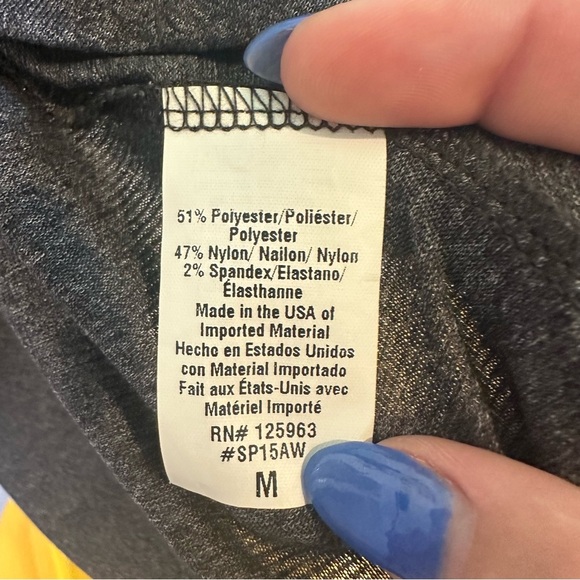 51% Polyester/Poliéster/
Polyester
47% Nylon/ Nailon/ Nylon
2% Spandex/Elastano/
Élasthanne
Made in the USA of
Imported Material
Hecho en Estados Unidos
con Material Importado
Fait aux États-Unis avec
Matériel Importé
RN# 125963
#SP15AW
M